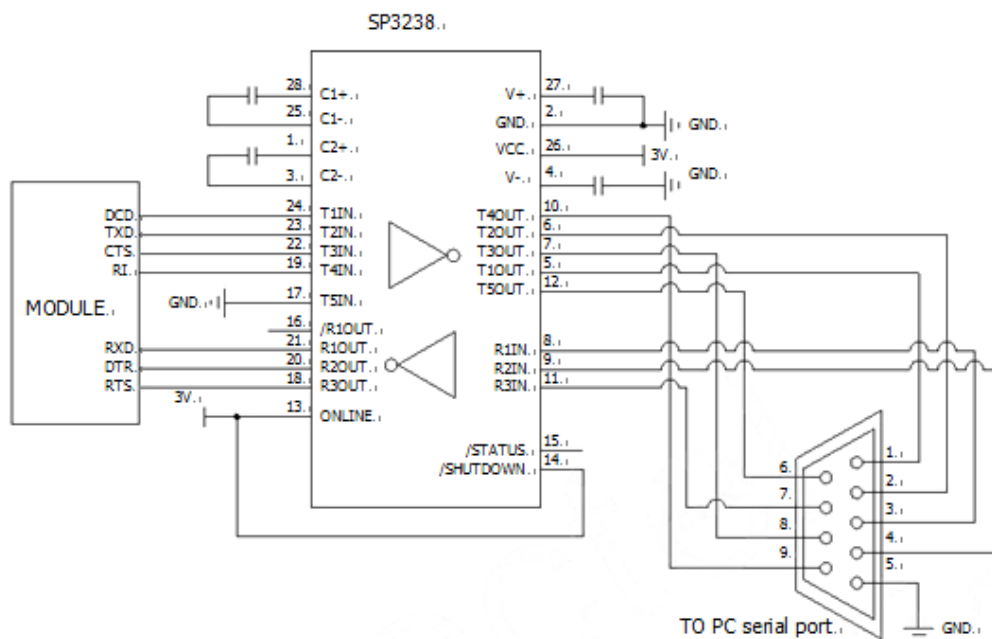 SP3238.
28. C1+. V+. 27.
25. C1-. GND. 2. GND.
1. C2+. VCC. 26. 3V.
3. C2-. V-. 4. GND.
DCD. 24. T1IN. T4OUT. 10.
TXD. 23. T2IN. T2OUT. 6.
CTS. 22. T3IN. T3OUT. 7.
RI. 19. T4IN. T1OUT. 5.
T5OUT. 12.
MODULE. GND. 17. T5IN.
16. /R1OUT.
RXD. 21. R1OUT. R1IN. 8.
DTR. 20. R2OUT. R2IN. 9.
RTS. 18. R3OUT. R3IN. 11.
3V. 13. ONLINE.
/STATUS. 15.
/SHUTDOWN. 14.
6. 1.
7. 2.
8. 3.
9. 4.
5.
TO PC serial port. GND.